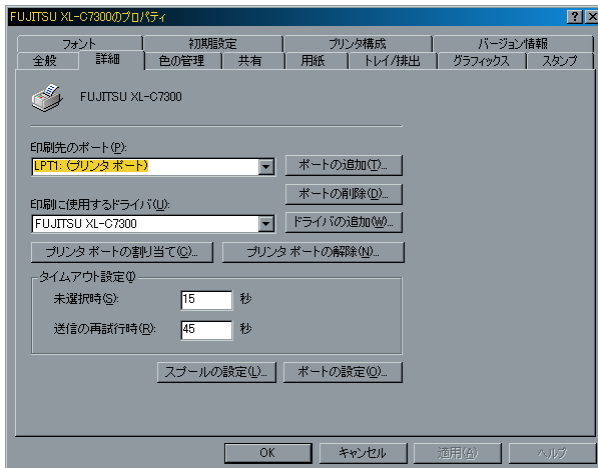 FUJITSU XL-C7300のプロパティ
フォント 初期設定 プリンタ構成 バージョン情報
全般 詳細 色の管理 共有 用紙 トレイ/排出 グラフィックス スタンプ
FUJITSU XL-C7300
印刷先のポート(P):
LPT1: (プリンタ ポート) ポートの追加(T)...
ポートの削除(D)...
印刷に使用するドライバ(U):
FUJITSU XL-C7300 ドライバの追加(W)...
プリンタ ポートの割り当て(C)... プリンタ ポートの解除(N)...
タイムアウト設定(I)
未選択時(S): 15 秒
送信の再試行時(R): 45 秒
スプールの設定(L)... ポートの設定(O)...
OK キャンセル 適用(A) ヘルプ